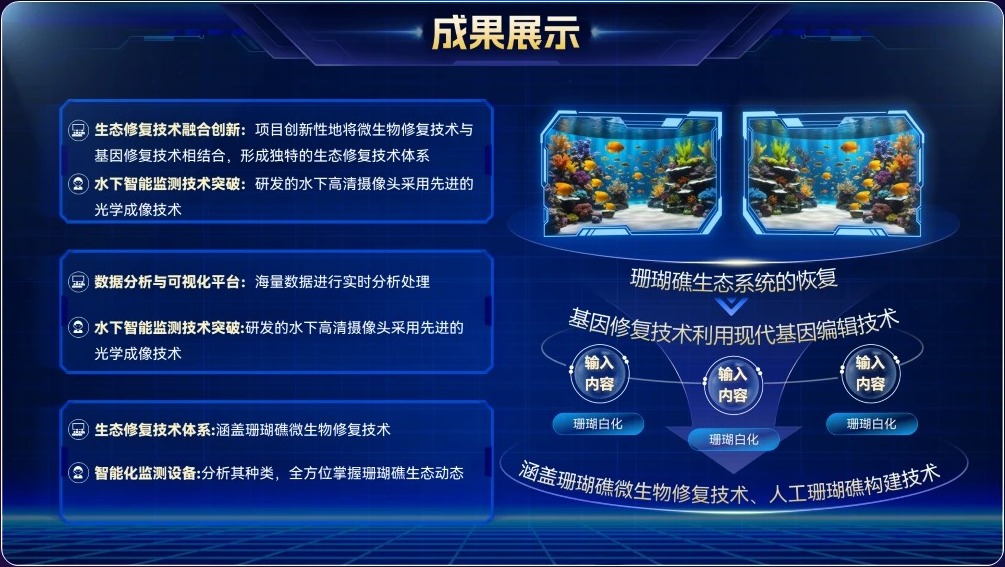 成果展示
生态修复技术融合创新：项目创新性地将微生物修复技术与
基因修复技术相结合，形成独特的生态修复技术体系
水下智能监测技术突破：研发的水下高清摄像头采用先进的
光学成像技术
数据分析与可视化平台：海量数据进行实时分析处理
水下智能监测技术突破:研发的水下高清摄像头采用先进的
光学成像技术
生态修复技术体系:涵盖珊瑚礁微生物修复技术
智能化监测设备:分析其种类，全方位掌握珊瑚礁生态动态
珊瑚礁生态系统的恢复
基因修复技术利用现代基因编辑技术
输入
内容
珊瑚白化
输入
内容
珊瑚白化
输入
内容
珊瑚白化
涵盖珊瑚礁微生物修复技术、人工珊瑚礁构建技术